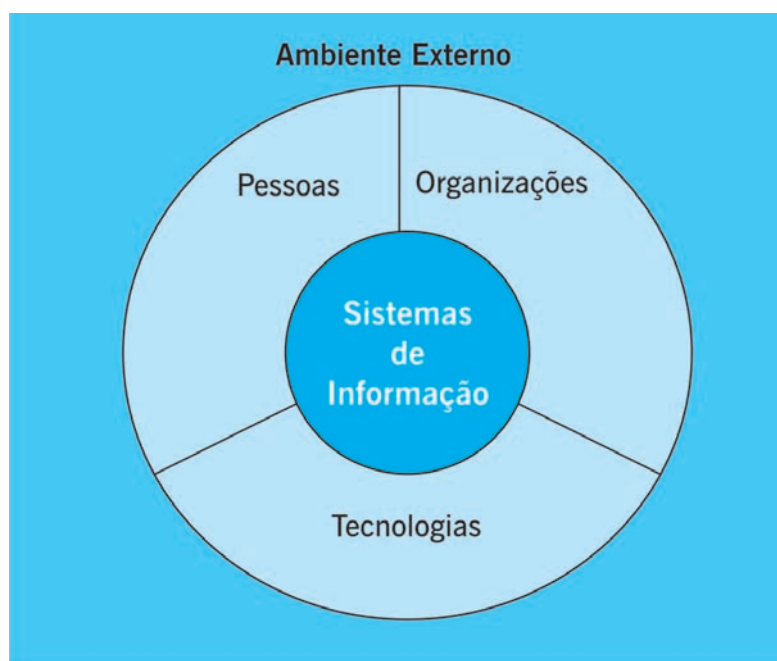 Ambiente Externo
Pessoas
Organizações
Sistemas
de
Informação
Tecnologias